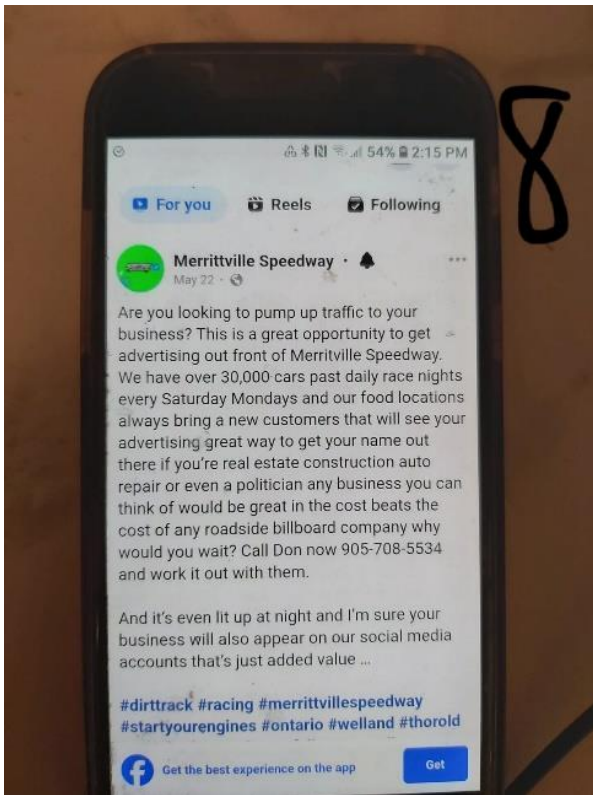 8
54% 2:15 PM
For you Reels Following
Merrittville Speedway ·
May 22 ·
Are you looking to pump up traffic to your
business? This is a great opportunity to get
advertising out front of Merritville Speedway.
We have over 30,000 cars past daily race nights
every Saturday Mondays and our food locations
always bring a new customers that will see your
advertising great way to get your name out
there if you're real estate construction auto
repair or even a politician any business you can
think of would be great in the cost beats the
cost of any roadside billboard company why
would you wait? Call Don now 905-708-5534
and work it out with them.
And it's even lit up at night and I'm sure your
business will also appear on our social media
accounts that's just added value ...
#dirttrack #racing #merrittvillespeedway
#startyourengines #ontario #welland #thorold
Get the best experience on the app Get